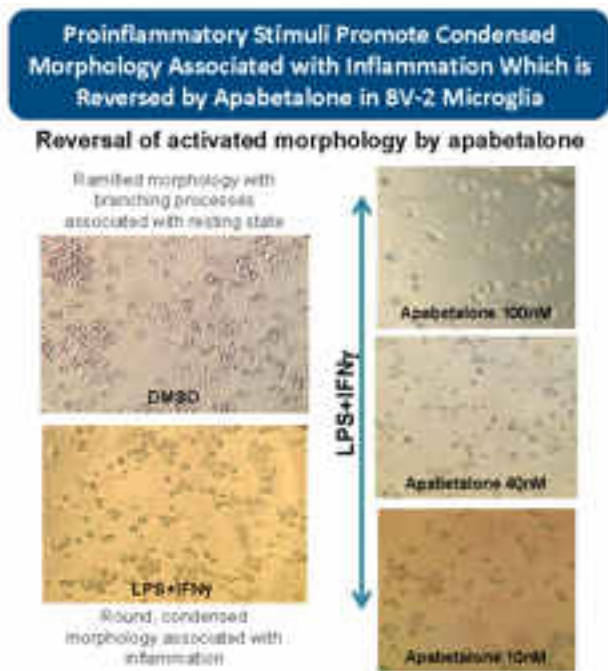 Proinflammatory Stimuli Promote Condensed
Morphology Associated with Inflammation Which is
Reversed by Apabetalone in BV-2 Microglia
Reversal of activated morphology by apabetalone
Ramified morphology with
branching processes
associated with resting state
DMSO
LPS+IFNγ
Round, condensed
morphology associated with
inflammation
LPS+IFNγ
Apabetalone 100nM
Apabetalone 40nM
Apabetalone 10nM